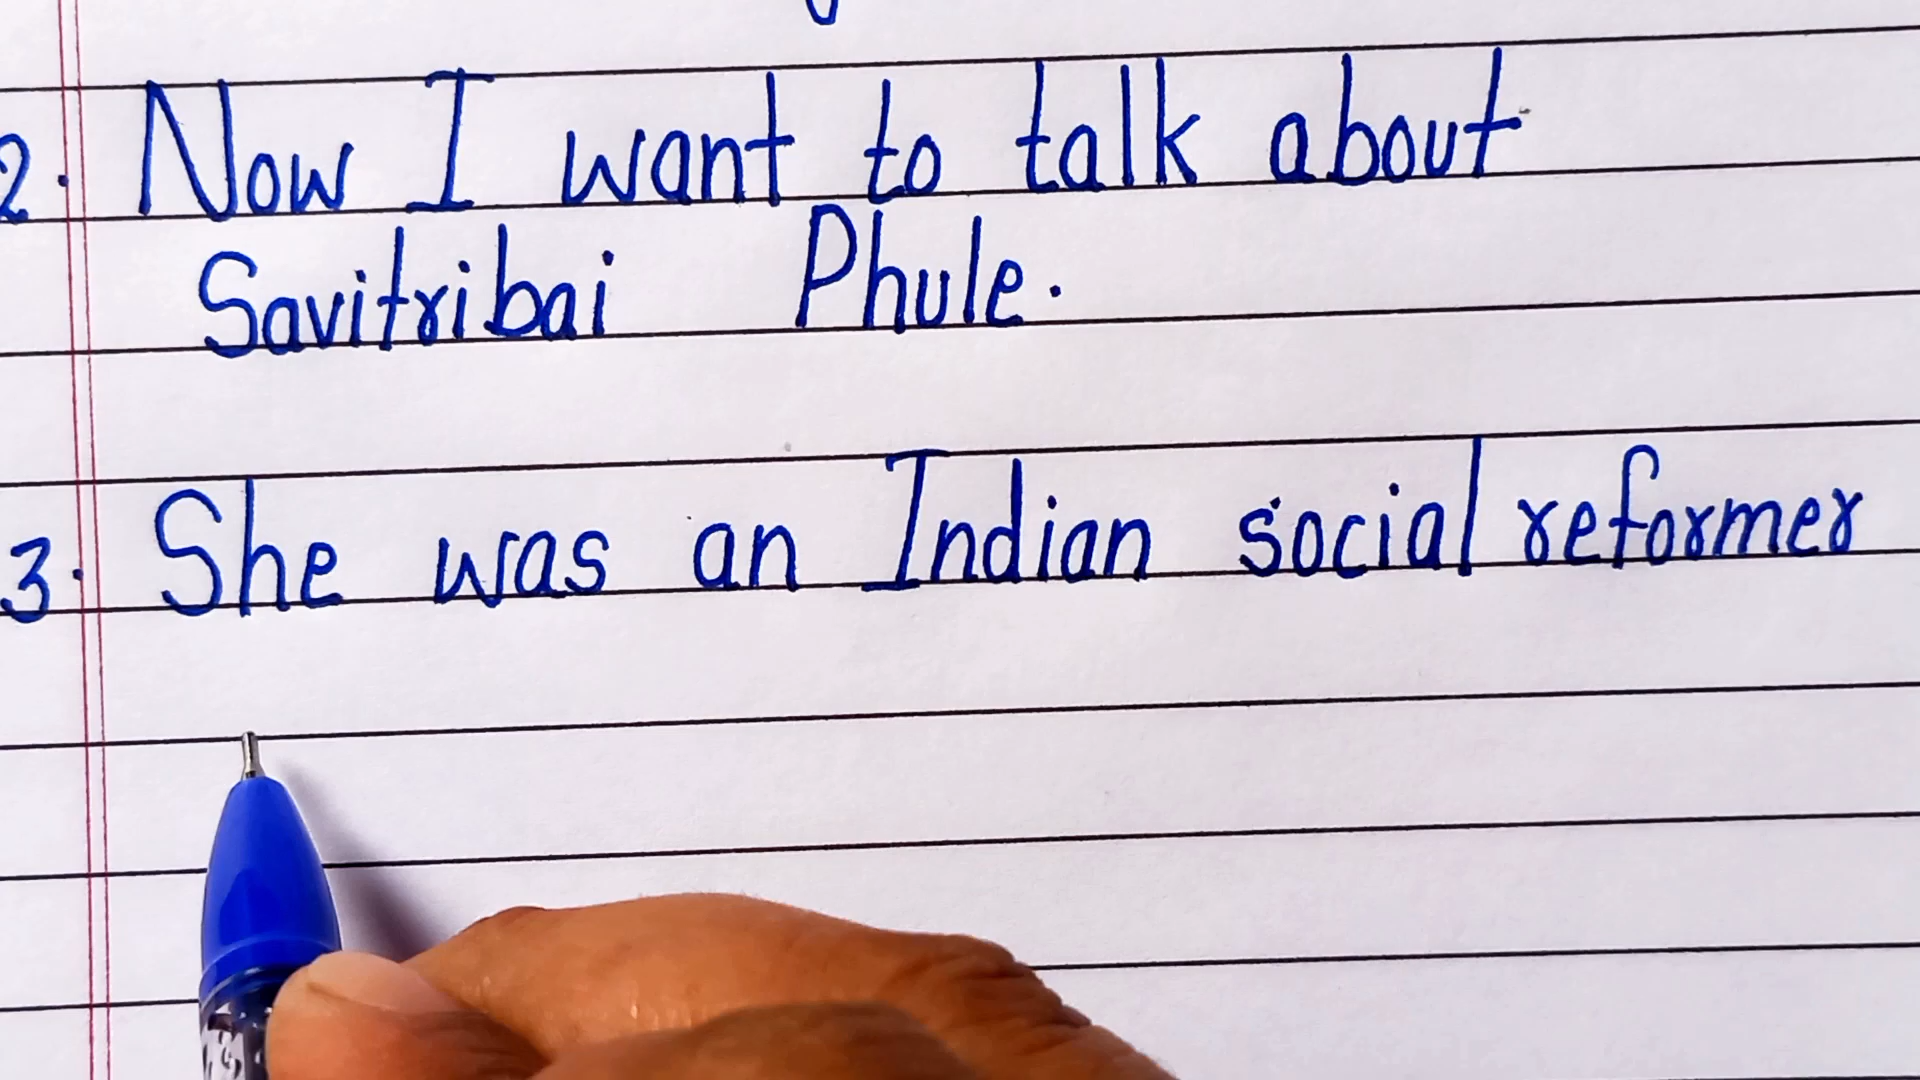 2. Now I want to talk about
Savitribai Phule.
3. She was an Indian social reformer